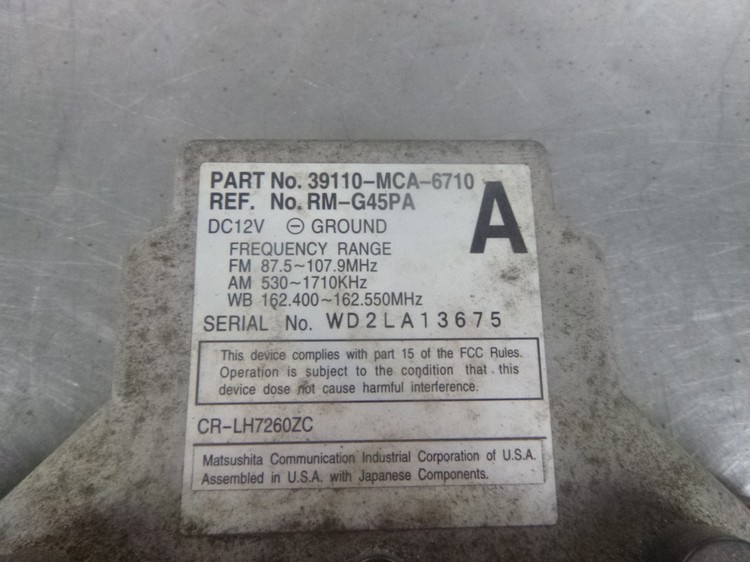 PART No. 39110-MCA-6710
REF. No. RM-G45PA
A
DC12V ⊖ GROUND
FREQUENCY RANGE
FM 87.5~107.9MHz
AM 530~1710KHz
WB 162.400~162.550MHz
SERIAL No. WD2LA13675
This device complies with part 15 of the FCC Rules.
Operation is subject to the condition that this
device dose not cause harmful interference.
CR-LH7260ZC
Matsushita Communication Industrial Corporation of U.S.A.
Assembled in U.S.A. with Japanese Components.